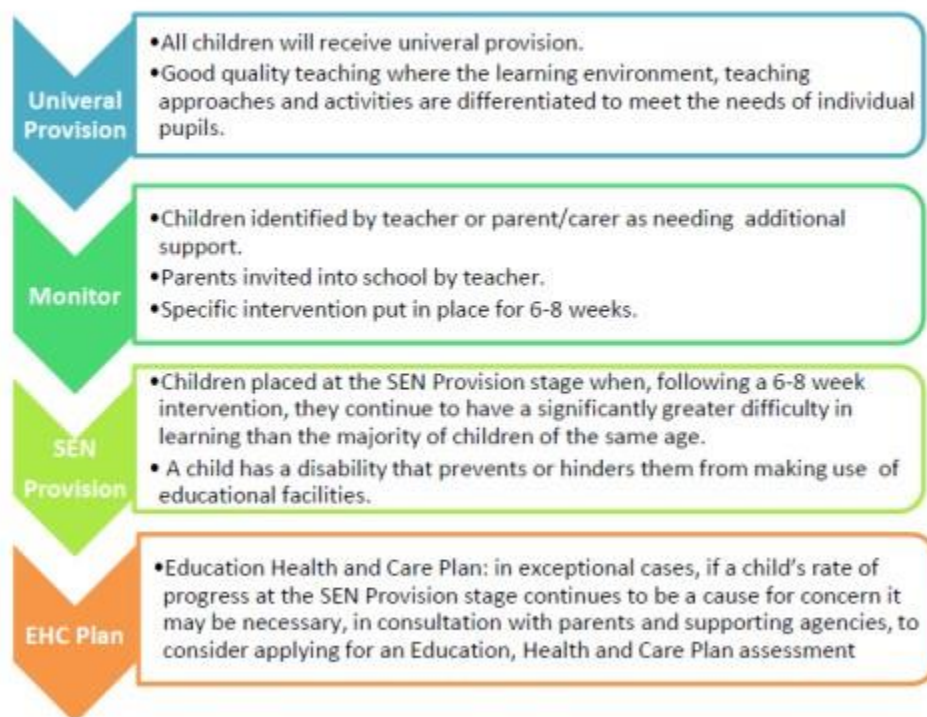 Univeral
Provision
•All children will receive univeral provision.
•Good quality teaching where the learning environment, teaching
approaches and activities are differentiated to meet the needs of individual
pupils.
Monitor
•Children identified by teacher or parent/carer as needing additional
support.
•Parents invited into school by teacher.
•Specific intervention put in place for 6-8 weeks.
SEN
Provision
•Children placed at the SEN Provision stage when, following a 6-8 week
intervention, they continue to have a significantly greater difficulty in
learning than the majority of children of the same age.
• A child has a disability that prevents or hinders them from making use of
educational facilities.
EHC Plan
•Education Health and Care Plan: in exceptional cases, if a child's rate of
progress at the SEN Provision stage continues to be a cause for concern it
may be necessary, in consultation with parents and supporting agencies, to
consider applying for an Education, Health and Care Plan assessment